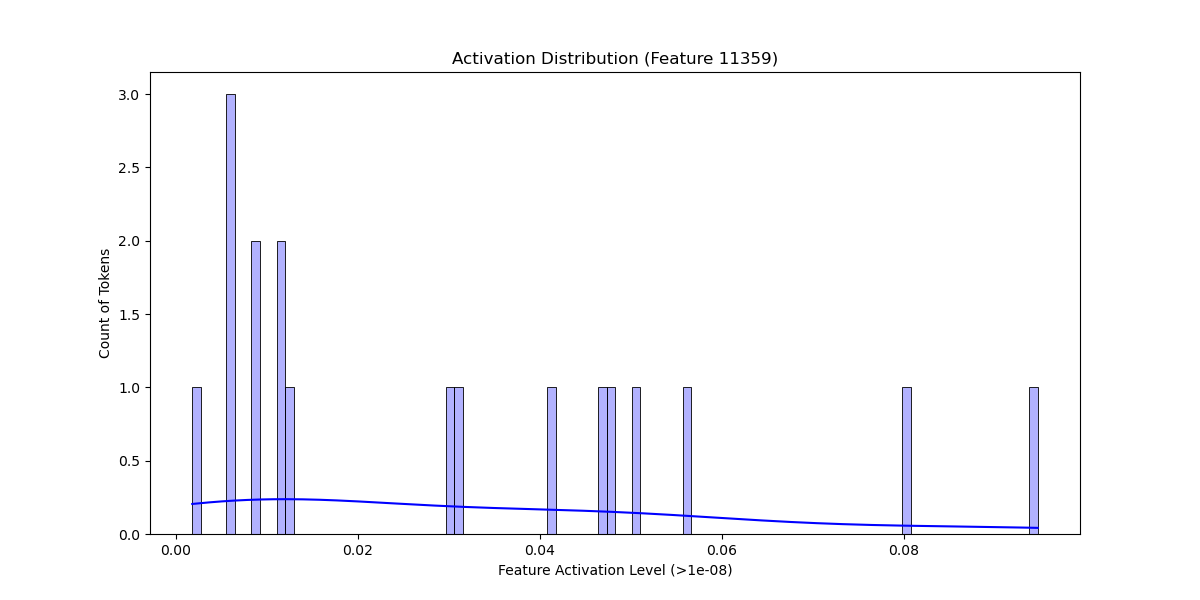 Activation Distribution (Feature 11359)
3.0
2.5
2.0
1.5
1.0
0.5
0.0
Count of Tokens
0.00 0.02 0.04 0.06 0.08
Feature Activation Level (>1e-08)